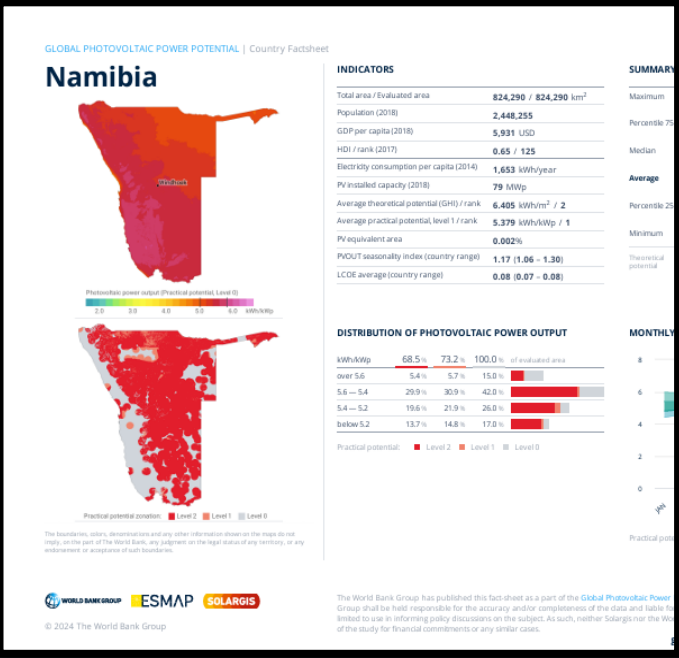 GLOBAL PHOTOVOLTAIC POWER POTENTIAL | Country Factsheet
Namibia
Windhoek
Photovoltaic power output (Practical potential, Level 0)
2.0 3.0 4.0 5.0 6.0 kWh/kWp
Practical potential zonation: Level 2 Level 1 Level 0
The boundaries, colors, denominations and any other information shown on the maps do not
imply, on the part of The World Bank, any judgment on the legal status of any territory, or any
endorsement or acceptance of such boundaries.
INDICATORS
Total area / Evaluated area 824,290 / 824,290 km²
Population (2018) 2,448,255
GDP per capita (2018) 5,931 USD
HDI / rank (2017) 0.65 / 125
Electricity consumption per capita (2014) 1,653 kWh/year
PV installed capacity (2018) 79 MWp
Average theoretical potential (GHI) / rank 6.405 kWh/m² / 2
Average practical potential, level 1 / rank 5.379 kWh/kWp / 1
PV equivalent area 0.002%
PVOUT seasonality index (country range) 1.17 (1.06 – 1.30)
LCOE average (country range) 0.08 (0.07 – 0.08)
DISTRIBUTION OF PHOTOVOLTAIC POWER OUTPUT
kWh/kWp 68.5 % 73.2 % 100.0 % of evaluated area
over 5.6 5.4 % 5.7 % 15.0 %
5.6 — 5.4 29.9 % 30.9 % 42.0 %
5.4 — 5.2 19.6 % 21.9 % 26.0 %
below 5.2 13.7 % 14.8 % 17.0 %
Practical potential: Level 2 Level 1 Level 0
SUMMARY
Maximum
Percentile 75
Median
Average
Percentile 25
Minimum
Theoretical
potential
MONTHLY
8
6
4
2
0
JAN
Practical pote
WORLD BANK GROUP ESMAP SOLARGIS
© 2024 The World Bank Group
The World Bank Group has published this fact-sheet as a part of the Global Photovoltaic Power
Group shall be held responsible for the accuracy and/or completeness of the data and liable fo
limited to use in informing policy discussions on the subject. As such, neither Solargis nor the Wo
of the study for financial commitments or any similar cases.